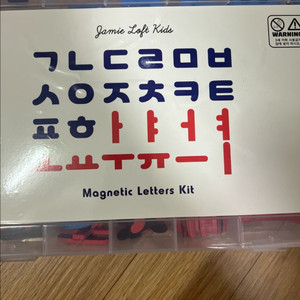 Jamie Loft Kids
WARNING
ㄱㄴㄷㄹㅁㅂ
ㅅㅇㅈㅊㅋㅌ
ㅍㅎㅏㅑㅓㅕ
ㅗㅛㅜㅠㅡㅣ
Magnetic Letters Kit